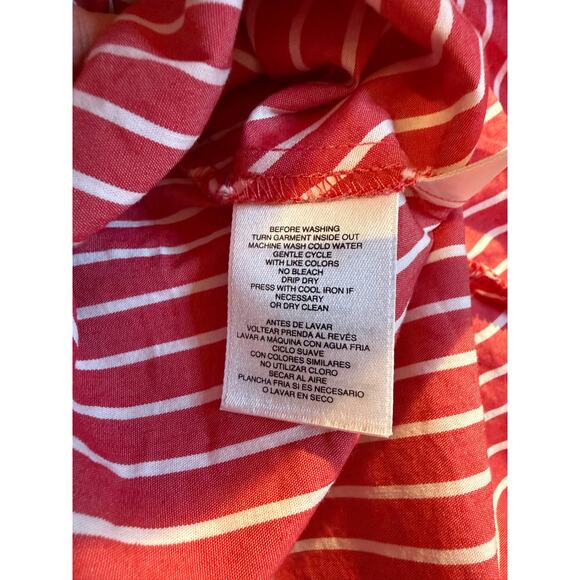 BEFORE WASHING
TURN GARMENT INSIDE OUT
MACHINE WASH COLD WATER
GENTLE CYCLE
WITH LIKE COLORS
NO BLEACH
DRIP DRY
PRESS WITH COOL IRON IF
NECESSARY
OR DRY CLEAN
ANTES DE LAVAR
VOLTEAR PRENDA AL REVÉS
LAVAR A MÁQUINA CON AGUA FRIA
CICLO SUAVE
CON COLORES SIMILARES
NO UTILIZAR CLORO
SECAR AL AIRE
PLANCHA FRIA SI ES NECESARIO
O LAVAR EN SECO